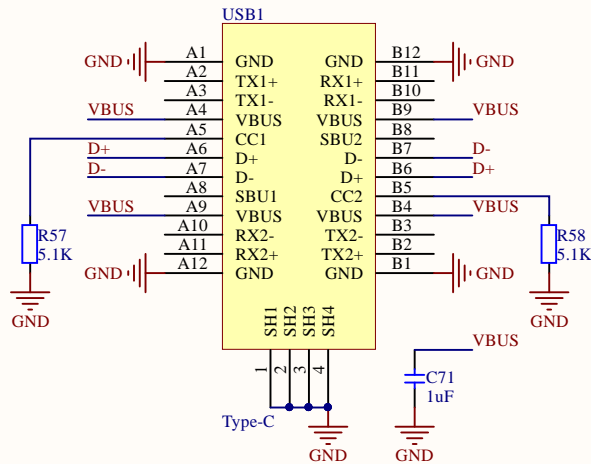 USB1
GND A1 GND GND B12 GND
A2 TX1+ RX1+ B11
A3 TX1- RX1- B10
VBUS A4 VBUS VBUS B9 VBUS
A5 CC1 SBU2 B8
D+ A6 D+ D- B7 D-
D- A7 D- D+ B6 D+
A8 SBU1 CC2 B5
VBUS A9 VBUS VBUS B4 VBUS
A10 RX2- TX2- B3
R57 A11 RX2+ TX2+ B2 R58
5.1K GND A12 GND GND B1 GND 5.1K
GND GND
SH1 SH2 SH3 SH4
1 2 3 4
VBUS
C71
1uF
Type-C
GND GND